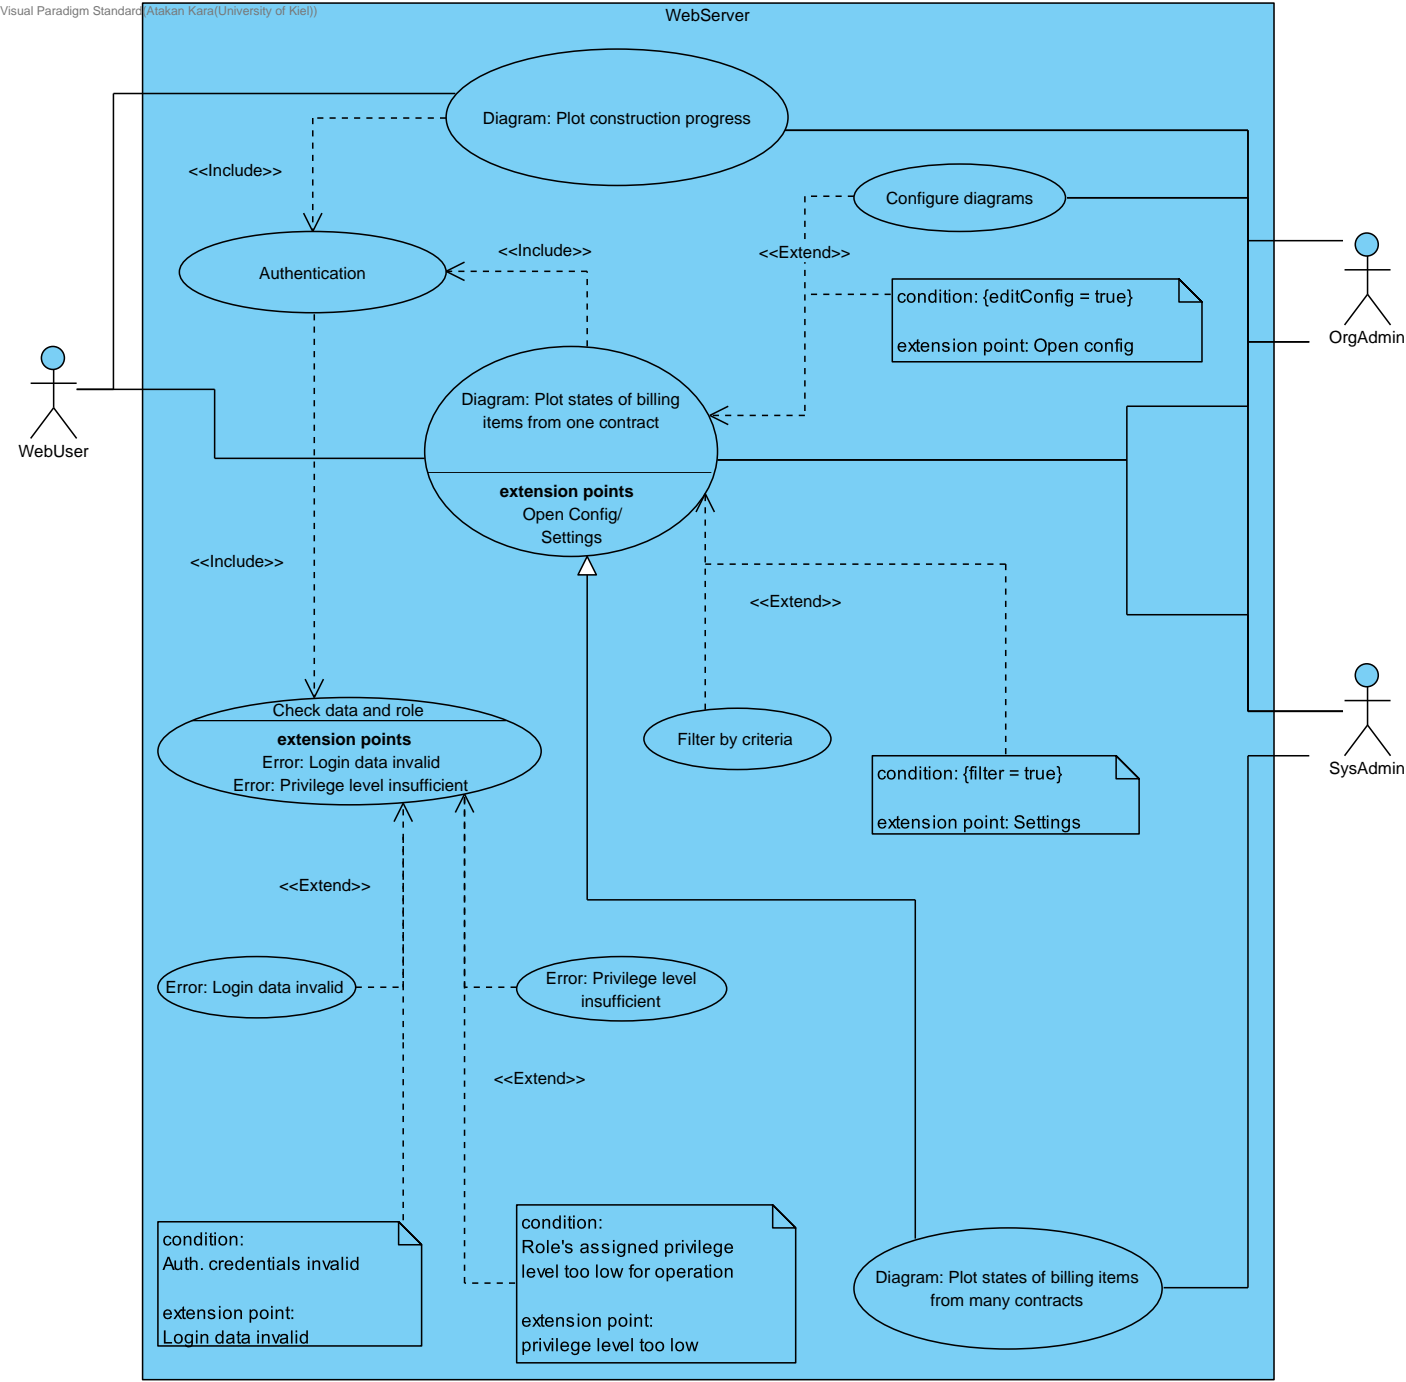 Visual Paradigm Standard(Atakan Kara(University of Kiel))
WebServer
Diagram: Plot construction progress
<<Include>>
Configure diagrams
<<Include>>
<<Extend>>
Authentication
condition: {editConfig = true}
extension point: Open config
OrgAdmin
Diagram: Plot states of billing
items from one contract
WebUser
extension points
Open Config/
Settings
<<Include>>
<<Extend>>
Check data and role
extension points
Error: Login data invalid
Error: Privilege level insufficient
Filter by criteria
condition: {filter = true}
extension point: Settings
SysAdmin
<<Extend>>
Error: Login data invalid
Error: Privilege level
insufficient
<<Extend>>
condition:
Auth. credentials invalid
extension point:
Login data invalid
condition:
Role's assigned privilege
level too low for operation
extension point:
privilege level too low
Diagram: Plot states of billing items
from many contracts